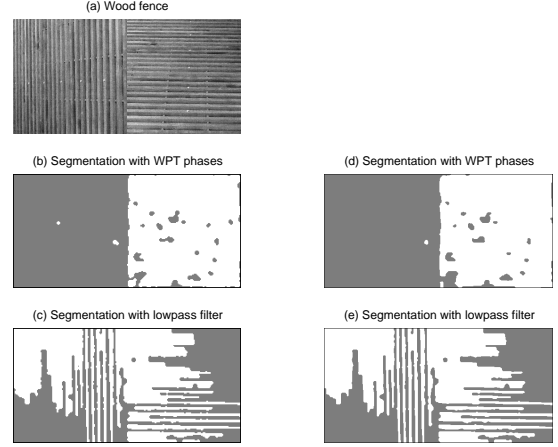 (a) Wood fence
(b) Segmentation with WPT phases
(d) Segmentation with WPT phases
(c) Segmentation with lowpass filter
(e) Segmentation with lowpass filter